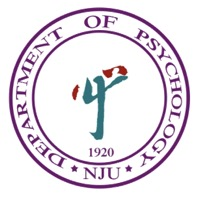 DEPARTMENT OF PSYCHOLOGY
1920
NJU